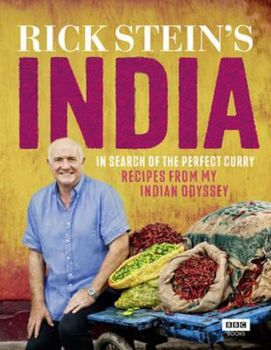 RICK STEIN'S
INDIA
IN SEARCH OF THE PERFECT CURRY
RECIPES FROM MY
INDIAN ODYSSEY
BBC
BOOKS